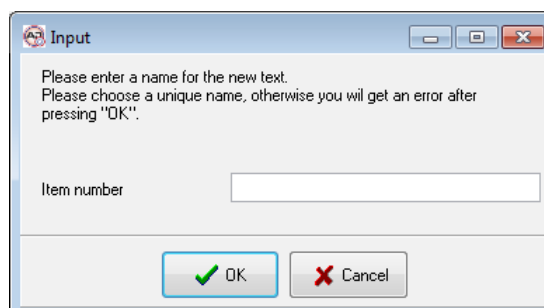 Input
Please enter a name for the new text.
Please choose a unique name, otherwise you wil get an error after
pressing "OK".
Item number
OK
Cancel